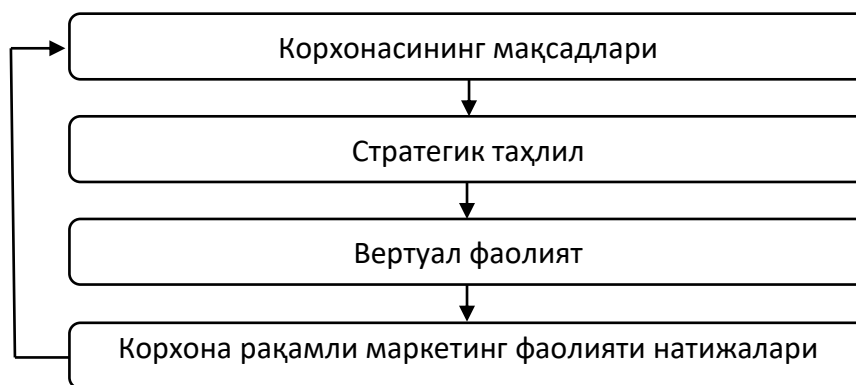 Корхонасининг мақсадлари
Стратегик таҳлил
Вертуал фаолият
Корхона рақамли маркетинг фаолияти натижалари